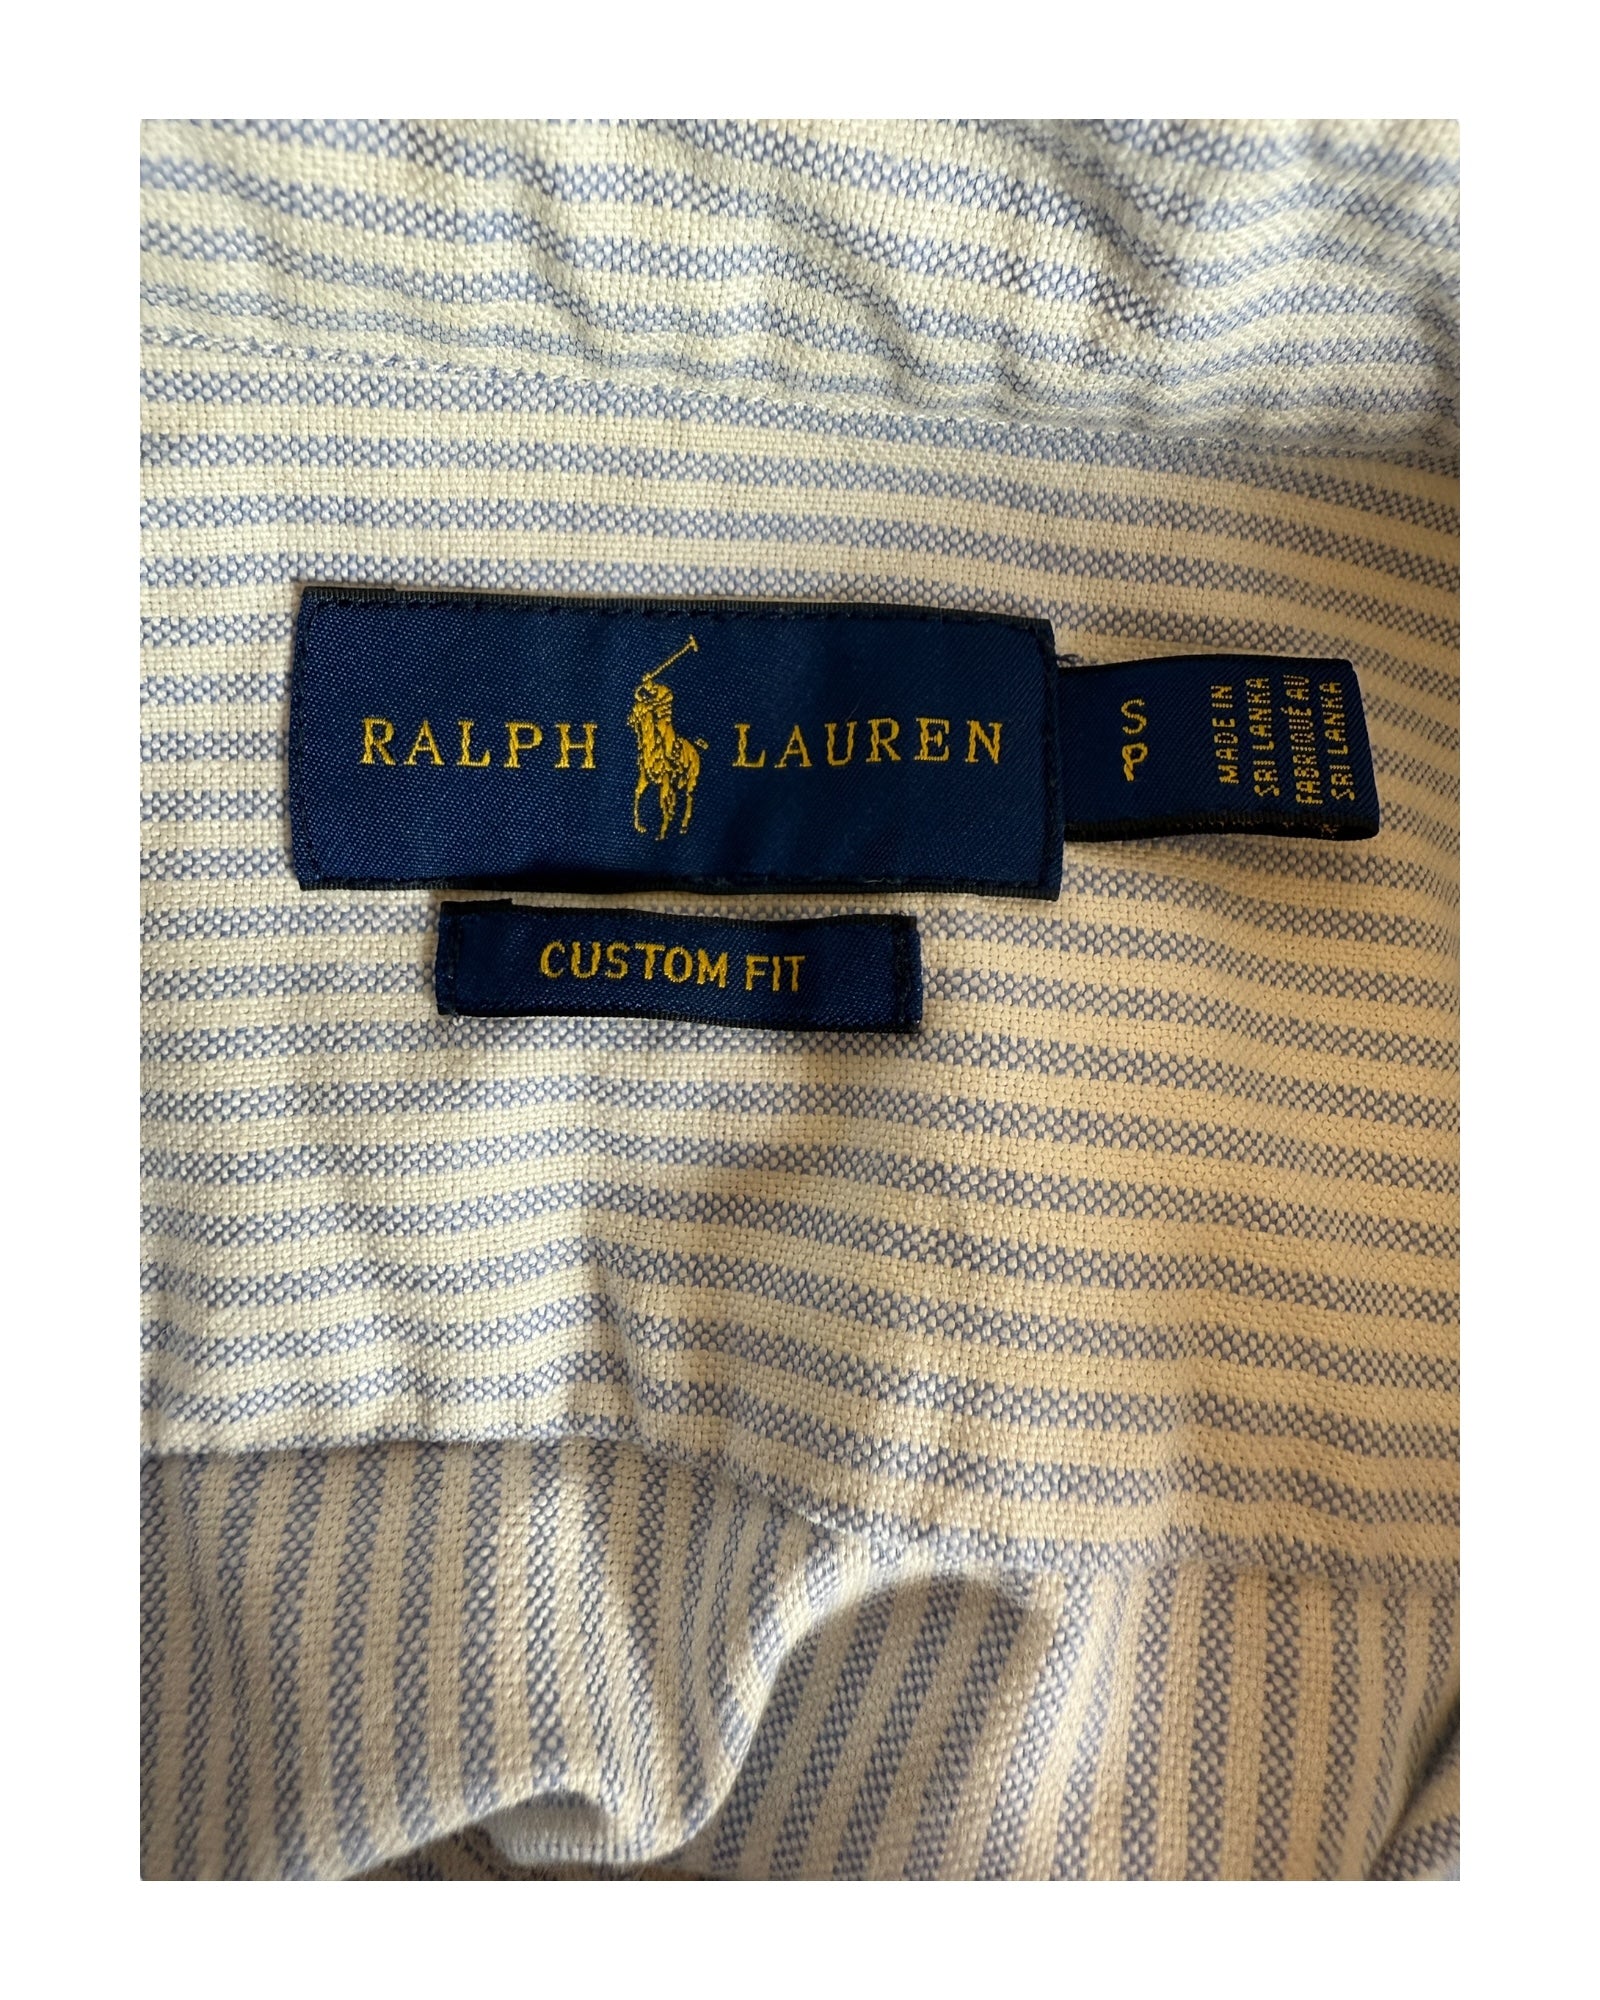 RALPH LAUREN
S
P
MADE IN
SRI LANKA
FABRIQUÉ AU
SRI LANKA
CUSTOM FIT